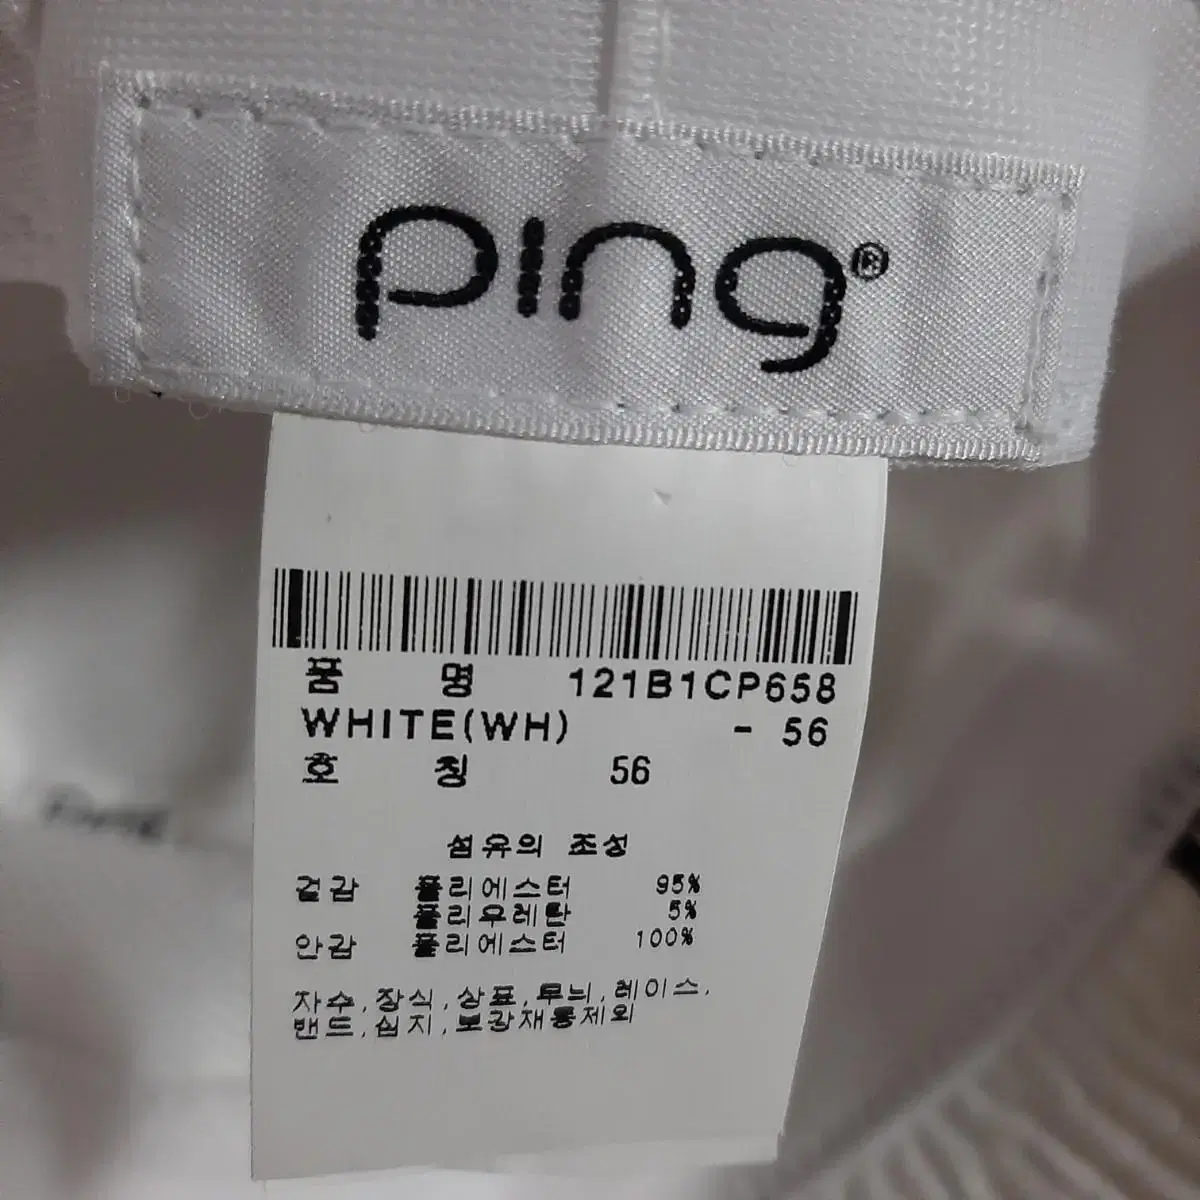 ping®
품 명 121B1CP658
WHITE(WH) - 56
호 칭 56
섬유의 조성
겉감 폴리에스터 95%
폴리우레탄 5%
안감 폴리에스터 100%
자수,장식,상표,무늬,레이스,
밴드,심지,보강재등제외